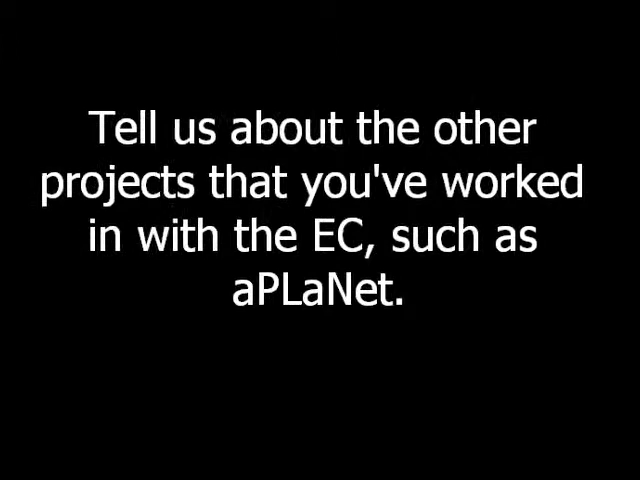 Tell us about the other
projects that you've worked
in with the EC, such as
aPLaNet.